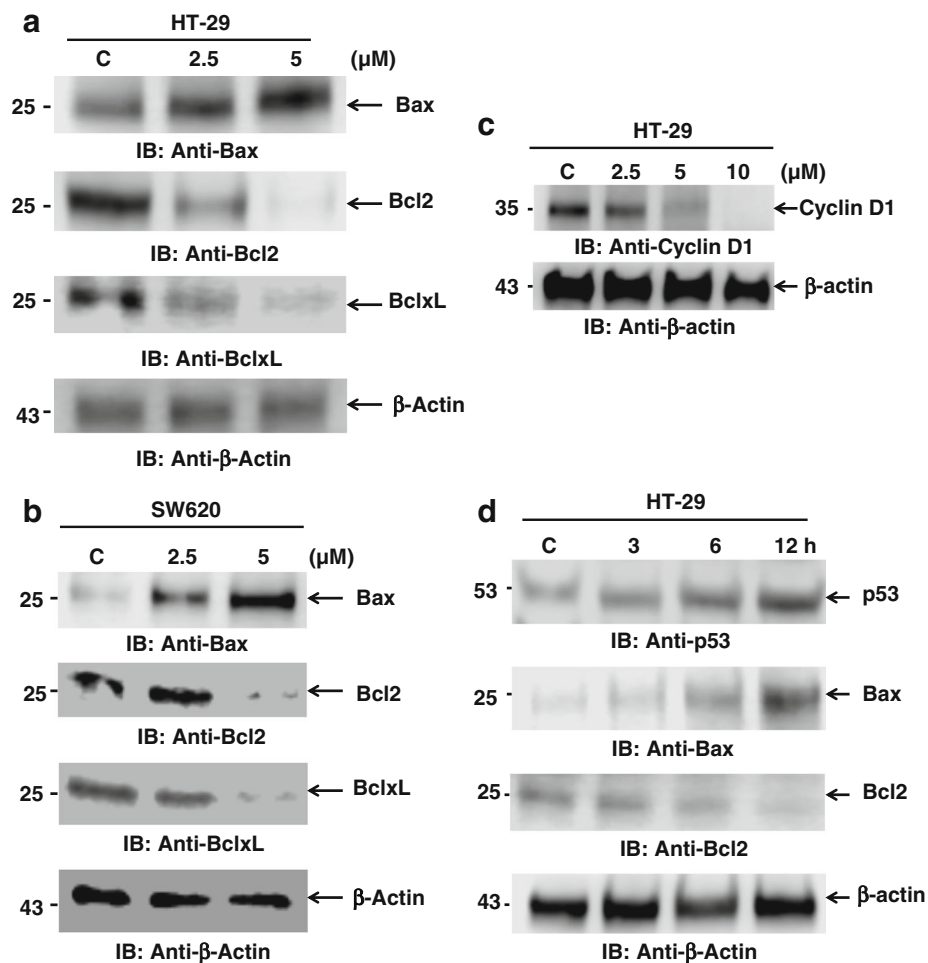 a
HT-29
C 2.5 5 (μM)
25 - Bax
IB: Anti-Bax
25 - Bcl2
IB: Anti-Bcl2
25 - BclxL
IB: Anti-BclxL
43 - β-Actin
IB: Anti-β-Actin
b
SW620
C 2.5 5 (μM)
25 - Bax
IB: Anti-Bax
25 - Bcl2
IB: Anti-Bcl2
25 - BclxL
IB: Anti-BclxL
43 - β-Actin
IB: Anti-β-Actin
c
HT-29
C 2.5 5 10 (μM)
35 - Cyclin D1
IB: Anti-Cyclin D1
43 - β-actin
IB: Anti-β-actin
d
HT-29
C 3 6 12 h
53 - p53
IB: Anti-p53
25 - Bax
IB: Anti-Bax
25 - Bcl2
IB: Anti-Bcl2
43 - β-actin
IB: Anti-β-Actin